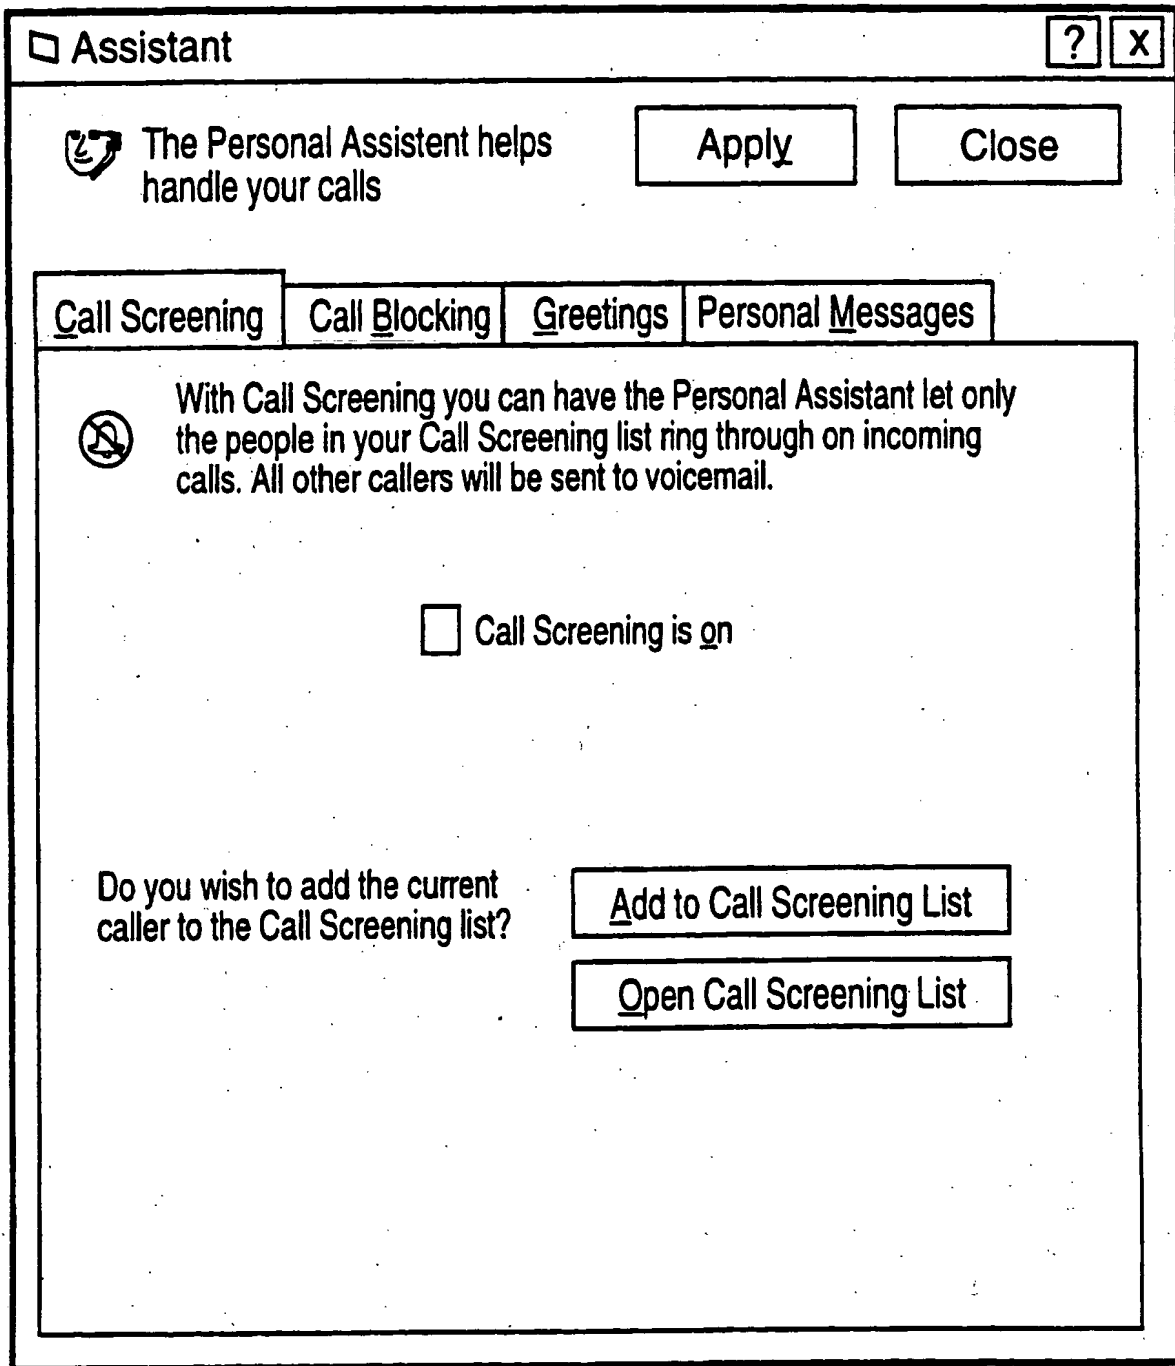 Assistant
?
X
The Personal Assistent helps
handle your calls
Apply
Close
Call Screening
Call Blocking
Greetings
Personal Messages
With Call Screening you can have the Personal Assistant let only
the people in your Call Screening list ring through on incoming
calls. All other callers will be sent to voicemail.
Call Screening is on
Do you wish to add the current
caller to the Call Screening list?
Add to Call Screening List
Open Call Screening List